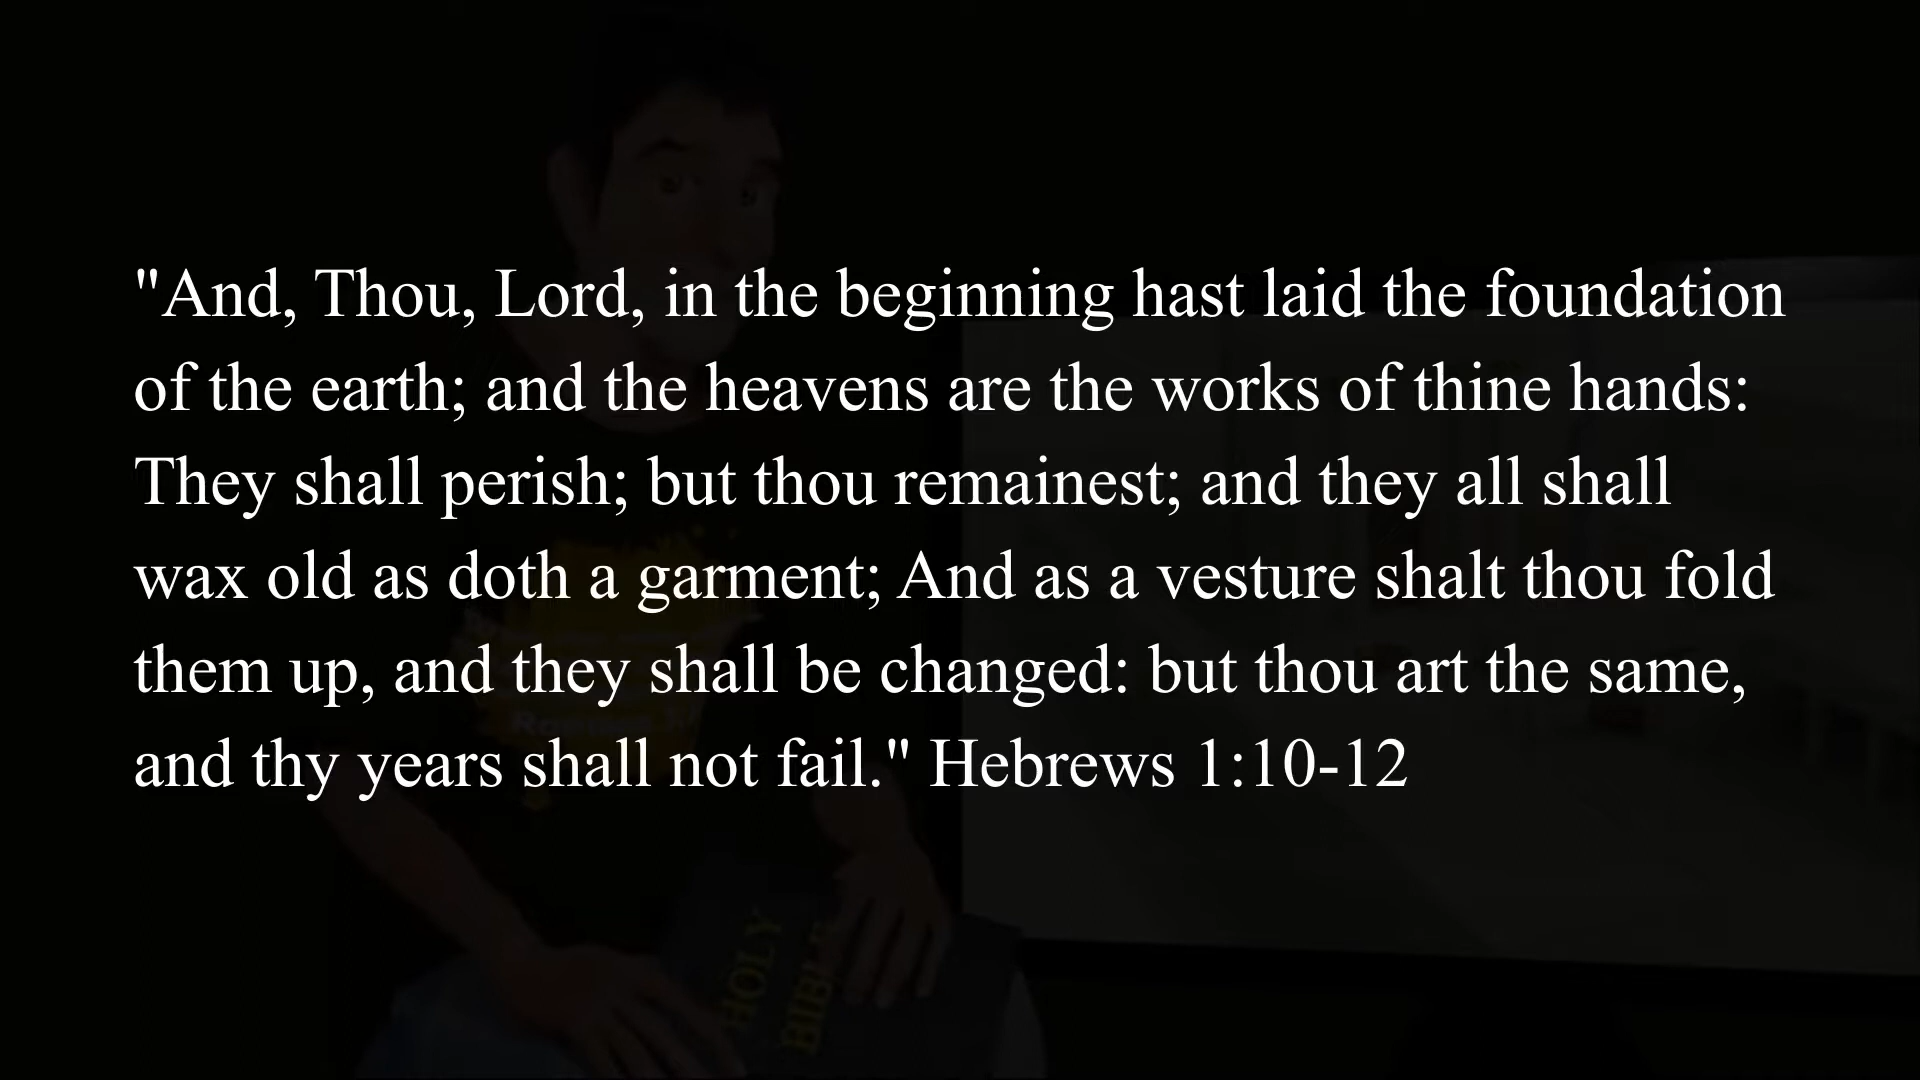 "And, Thou, Lord, in the beginning hast laid the foundation
of the earth; and the heavens are the works of thine hands:
They shall perish; but thou remainest; and they all shall
wax old as doth a garment; And as a vesture shalt thou fold
them up, and they shall be changed: but thou art the same,
and thy years shall not fail." Hebrews 1:10-12
HOLY
BIBLE